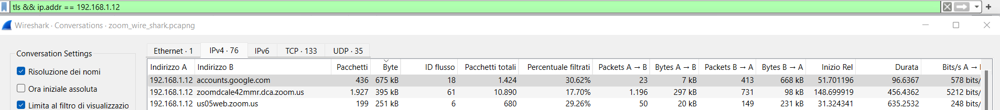 tls && ip.addr == 192.168.1.12
Wireshark · Conversations · zoom_wire_shark.pcapng
Conversation Settings
Risoluzione dei nomi
Ora iniziale assoluta
Limita al filtro di visualizzazio
Ethernet · 1 IPv4 · 76 IPv6 TCP · 133 UDP · 35
Indirizzo A Indirizzo B Pacchetti Byte ID flusso Pacchetti totali Percentuale filtrati Packets A → B Bytes A → B Packets B → A Bytes B → A Inizio Rel Durata Bits/s A →
192.168.1.12 accounts.google.com 436 675 kB 18 1.424 30.62% 23 7 kB 413 668 kB 51.701196 96.6367 578 bits/
192.168.1.12 zoomdcale42mmr.dca.zoom.us 1.927 395 kB 61 10.890 17.70% 1.196 297 kB 731 98 kB 148.699919 456.4362 5212 bits/
192.168.1.12 us05web.zoom.us 199 251 kB 6 680 29.26% 50 20 kB 149 231 kB 31.324341 635.2532 248 bits/